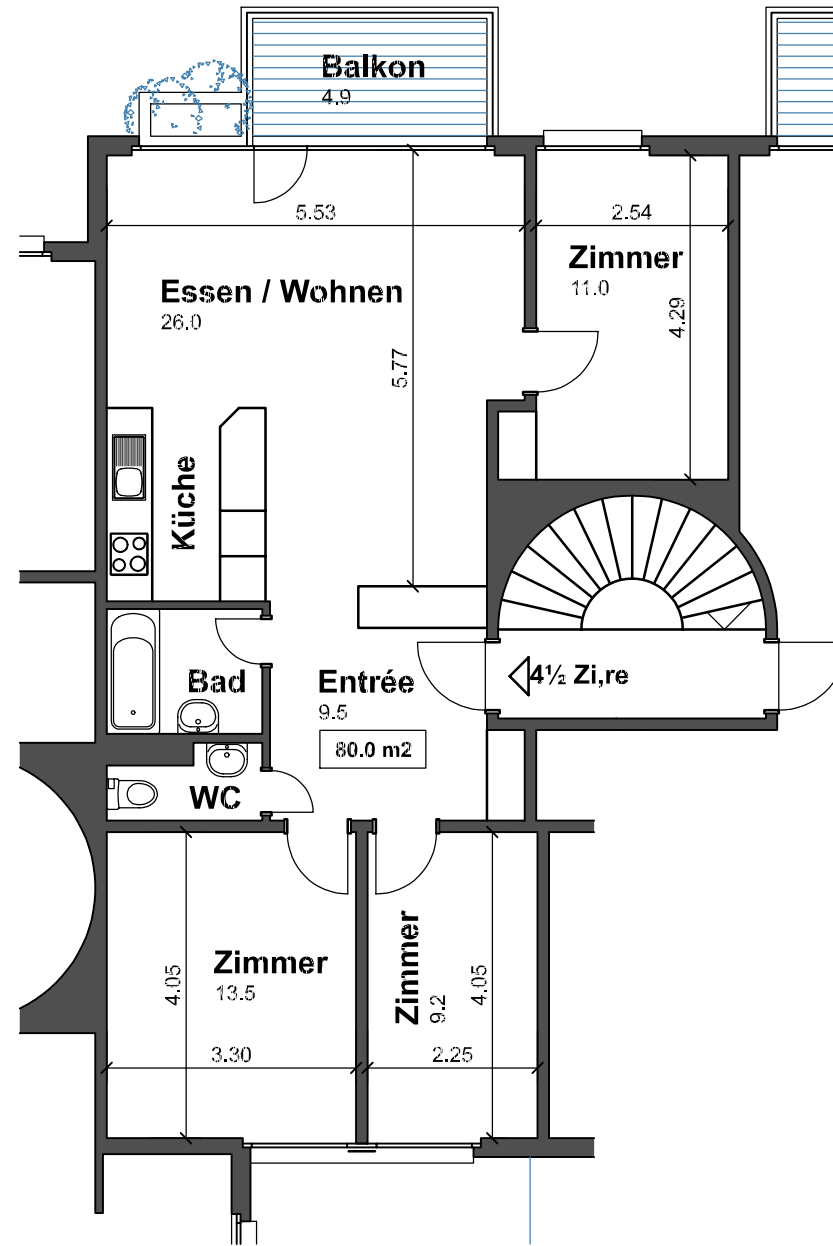 Balkon
4.9
5.53
2.54
Zimmer
11.0
Essen / Wohnen
26.0
4.29
5.77
Küche
Bad
Entrée
9.5
4½ Zi,re
80.0 m2
WC
Zimmer
13.5
4.05
Zimmer
9.2
4.05
3.30
2.25